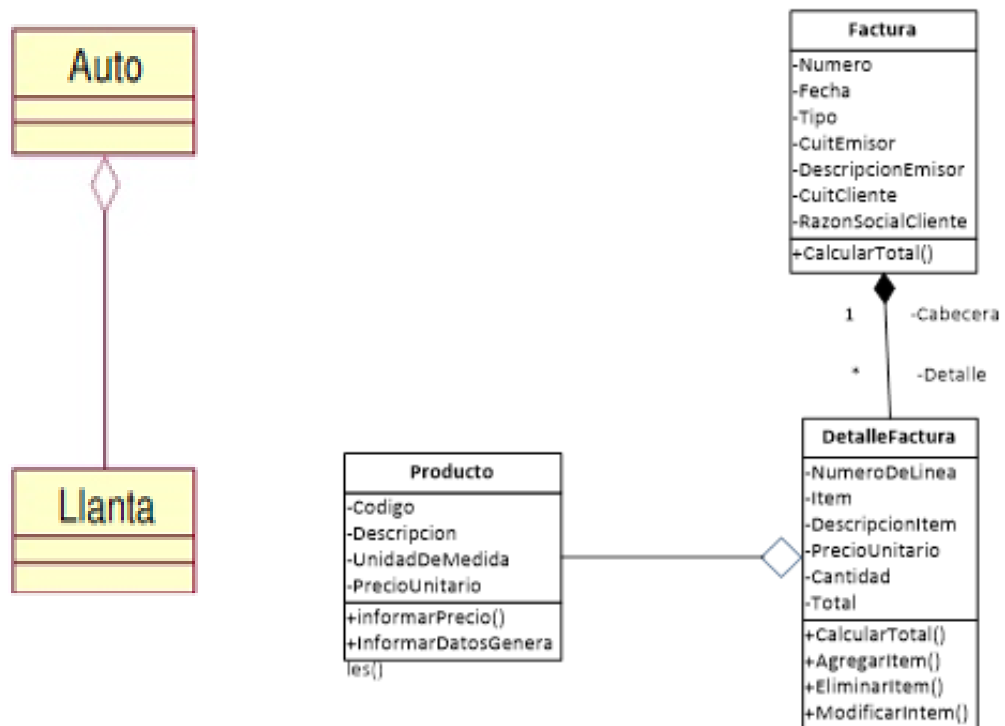 Auto
Llanta
Factura
-Numero
-Fecha
-Tipo
-CuitEmisor
-DescripcionEmisor
-CuitCliente
-RazonSocialCliente
+CalcularTotal()
1 -Cabecera
* -Detalle
Producto
-Codigo
-Descripcion
-UnidadDeMedida
-PrecioUnitario
+informarPrecio()
+InformarDatosGenera
les()
DetalleFactura
-NumeroDeLinea
-Item
-DescripcionItem
-PrecioUnitario
-Cantidad
-Total
+CalcularTotal()
+AgregarItem()
+EliminarItem()
+ModificarIntem()